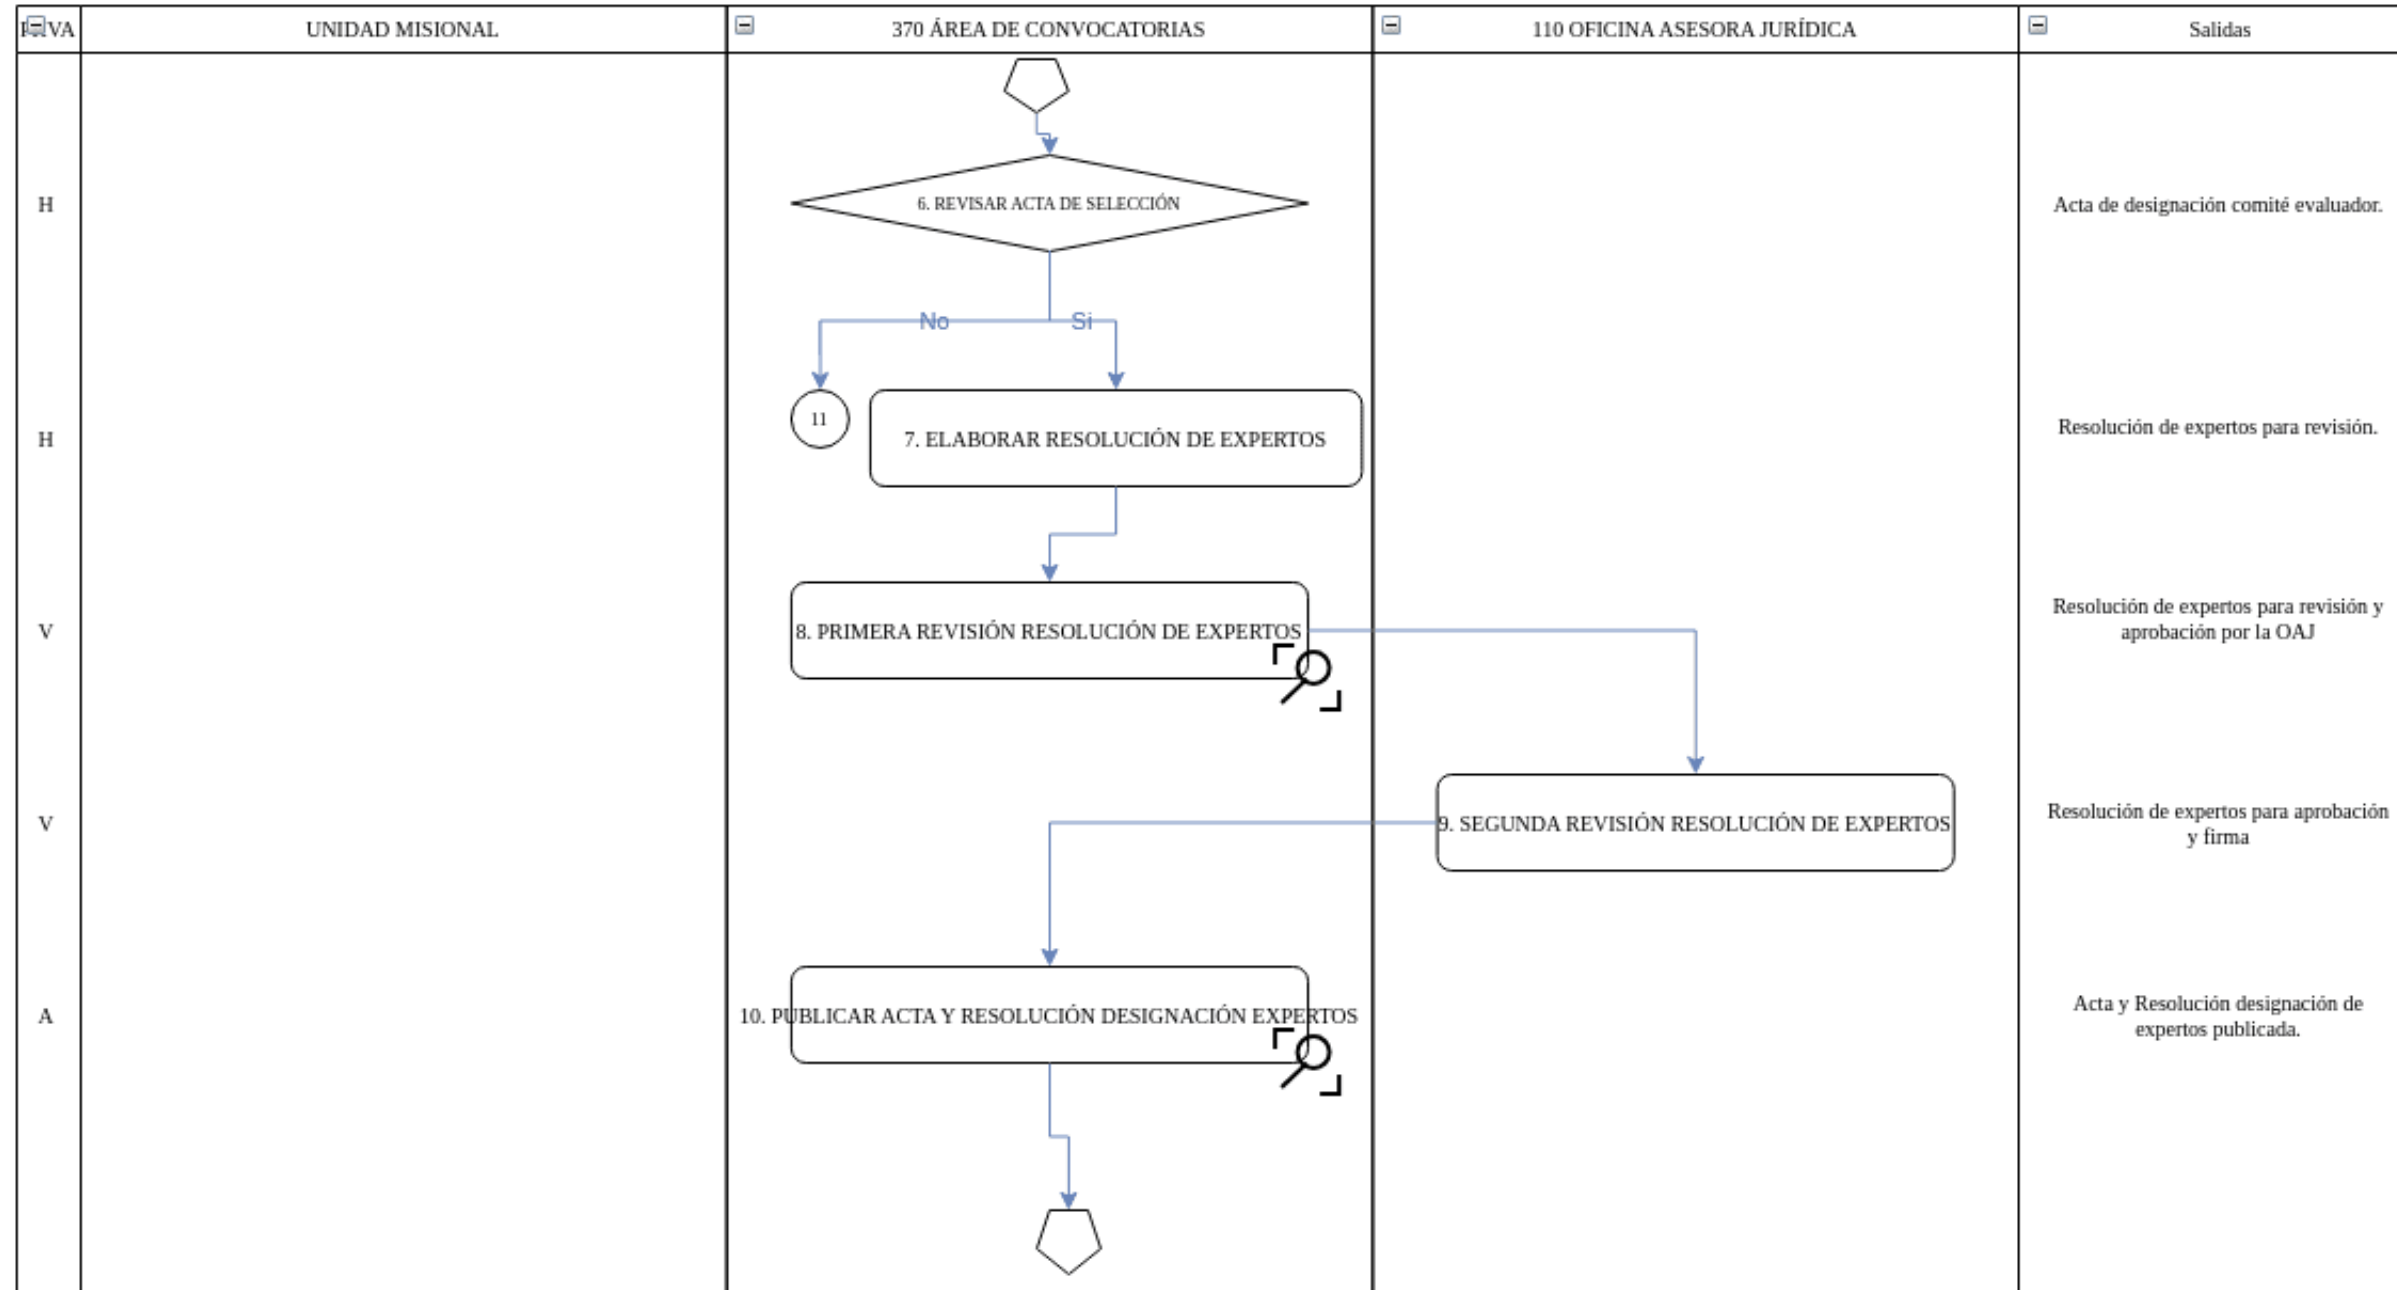 UNIDAD MISIONAL
370 ÁREA DE CONVOCATORIAS
110 OFICINA ASESORA JURÍDICA
Salidas
H
6. REVISAR ACTA DE SELECCIÓN
Acta de designación comité evaluador.
No
Si
H
11
7. ELABORAR RESOLUCIÓN DE EXPERTOS
Resolución de expertos para revisión.
V
8. PRIMERA REVISIÓN RESOLUCIÓN DE EXPERTOS
Resolución de expertos para revisión y
aprobación por la OAJ
V
9. SEGUNDA REVISIÓN RESOLUCIÓN DE EXPERTOS
Resolución de expertos para aprobación
y firma
A
10. PUBLICAR ACTA Y RESOLUCIÓN DESIGNACIÓN EXPERTOS
Acta y Resolución designación de
expertos publicada.